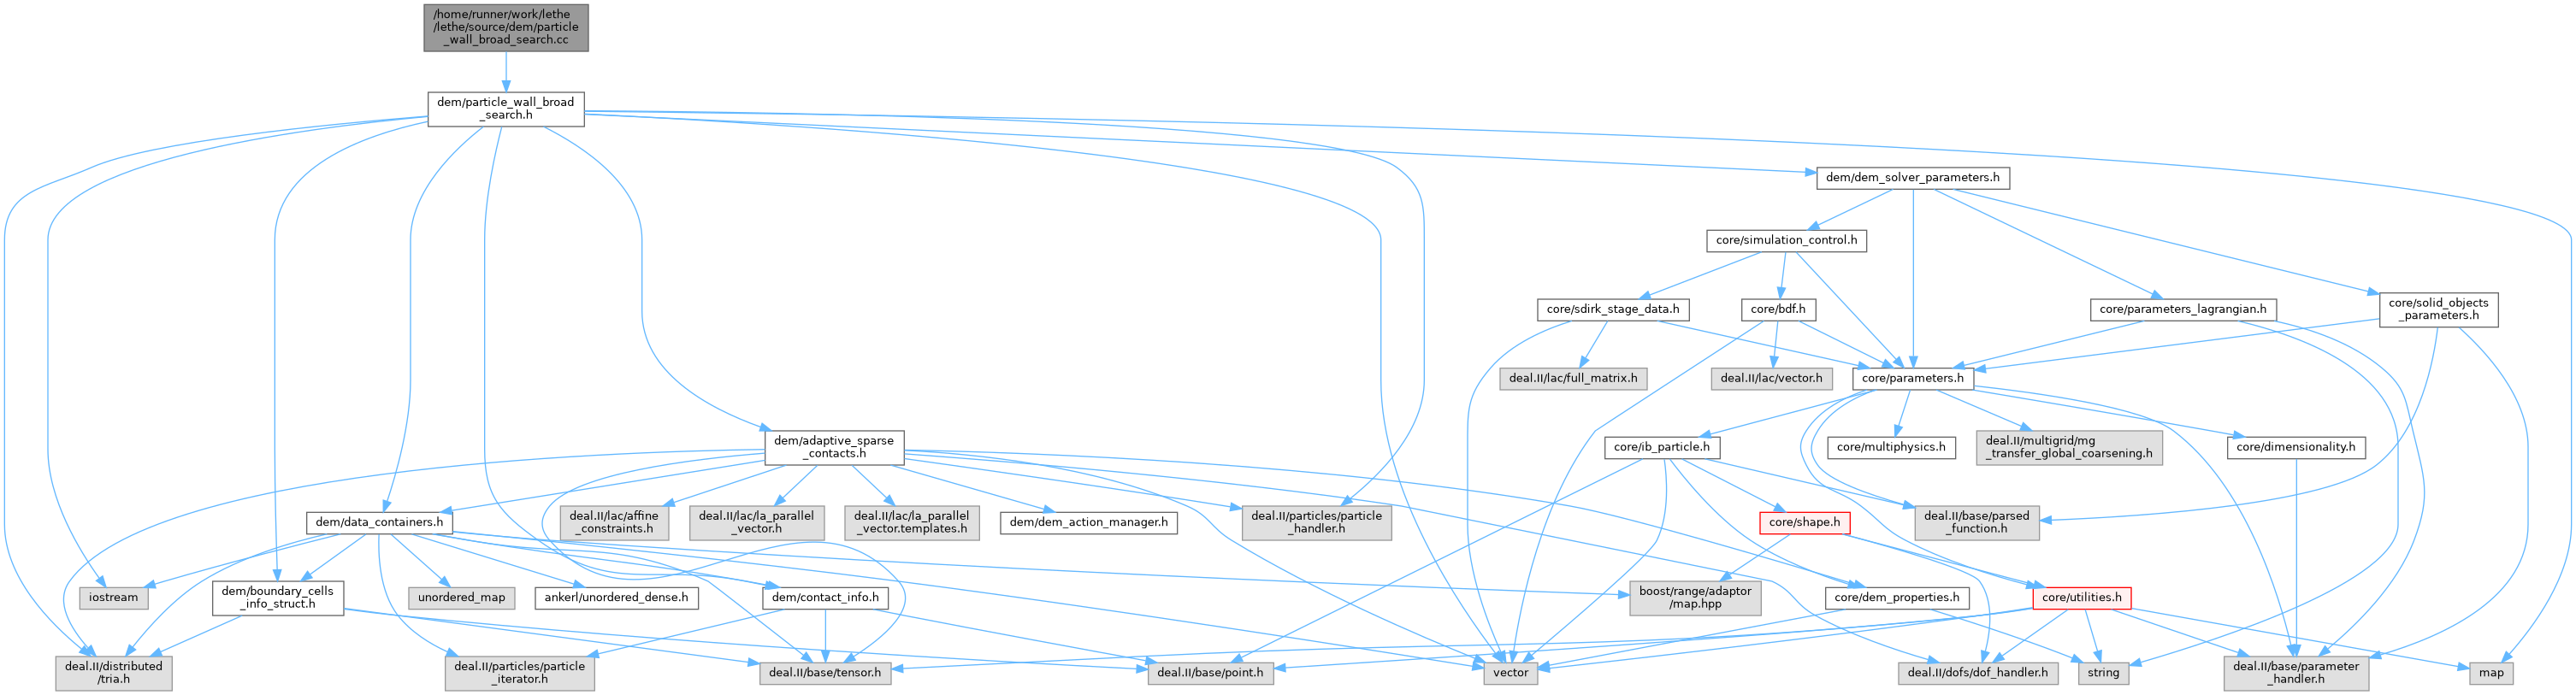 /home/runner/work/lethe
/lethe/source/dem/particle
_wall_broad_search.cc
dem/particle_wall_broad
_search.h
dem/dem_solver_parameters.h
core/simulation_control.h
core/sdirk_stage_data.h
core/bdf.h
core/parameters_lagrangian.h
core/solid_objects
_parameters.h
deal.II/lac/full_matrix.h
deal.II/lac/vector.h
core/parameters.h
dem/adaptive_sparse
_contacts.h
core/ib_particle.h
core/multiphysics.h
deal.II/multigrid/mg
_transfer_global_coarsening.h
core/dimensionality.h
dem/data_containers.h
deal.II/lac/affine
_constraints.h
deal.II/lac/la_parallel
_vector.h
deal.II/lac/la_parallel
_vector.templates.h
dem/dem_action_manager.h
deal.II/particles/particle
_handler.h
core/shape.h
deal.II/base/parsed
_function.h
iostream
dem/boundary_cells
_info_struct.h
unordered_map
ankerl/unordered_dense.h
dem/contact_info.h
boost/range/adaptor
/map.hpp
core/dem_properties.h
core/utilities.h
deal.II/distributed
/tria.h
deal.II/particles/particle
_iterator.h
deal.II/base/tensor.h
deal.II/base/point.h
vector
deal.II/dofs/dof_handler.h
string
deal.II/base/parameter
_handler.h
map